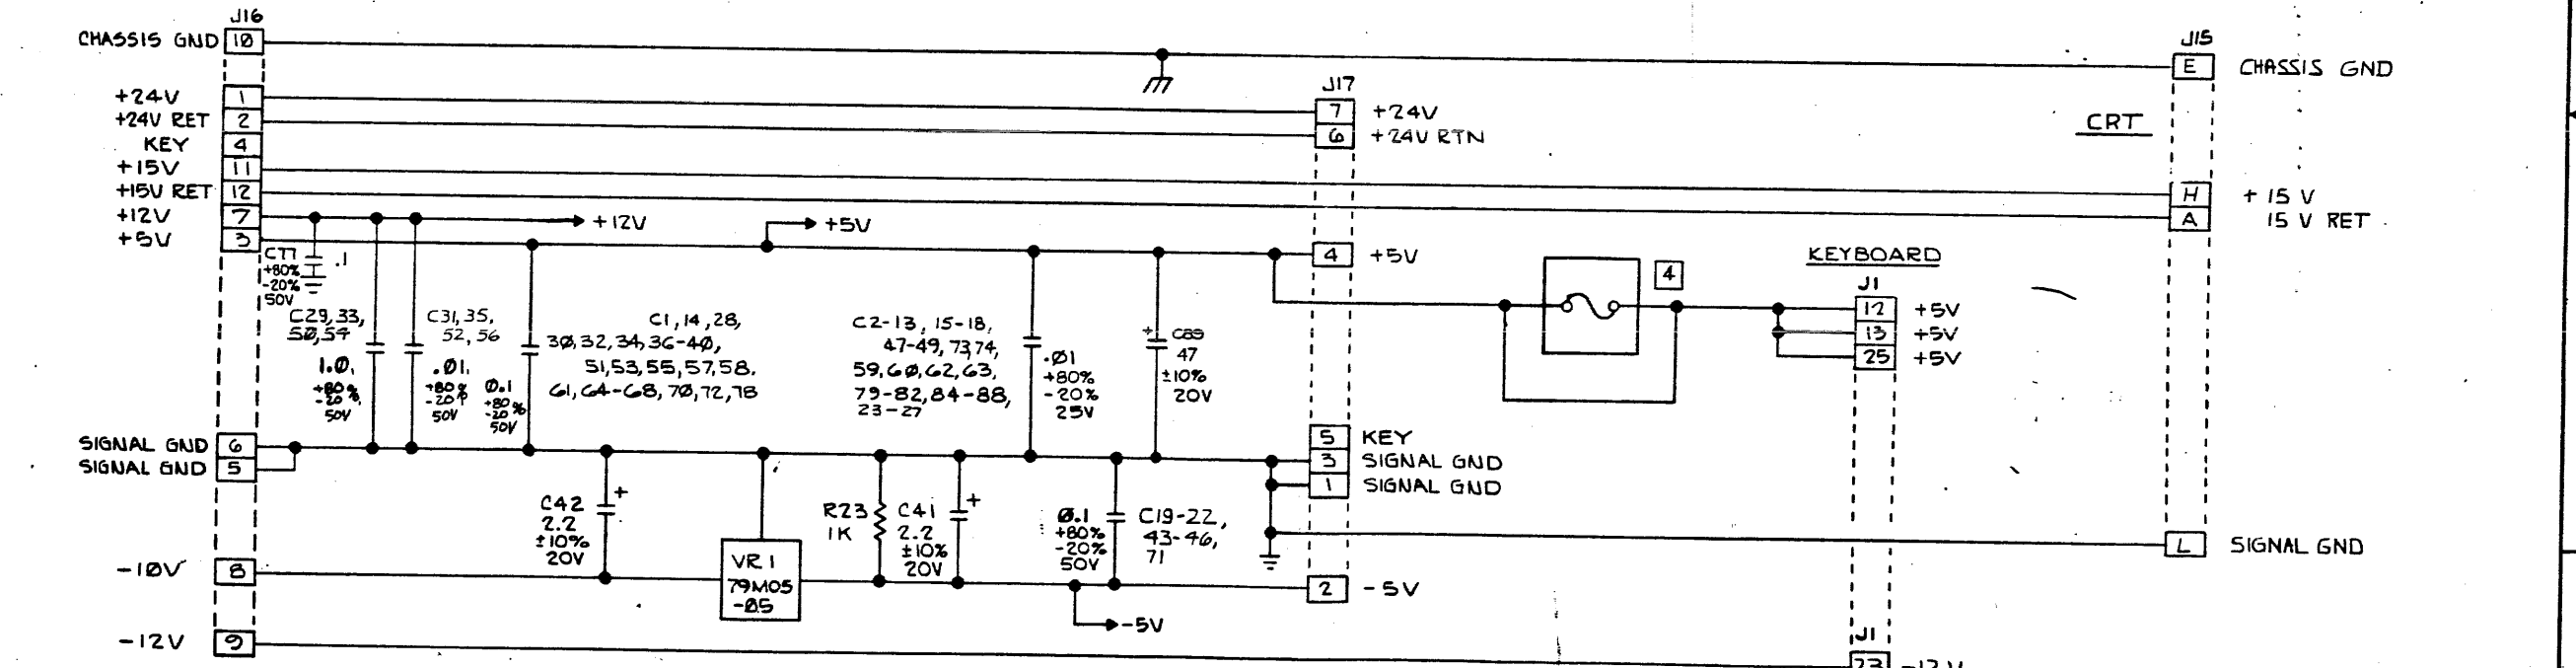 J16
CHASSIS GND 10
+24V 1
+24V RET 2
KEY 4
+15V 11
+15V RET 12
+12V 7
+5V 3
+12V
+5V
C77
.1
+80%
-20%
50V
C29,33,
50,54
1.0,
+80%
-20%,
50V
C31,35,
52,56
.01,
+80%
-20%
50V
0.1
+80%
-20%
50V
C1,14,28,
30,32,34,36-40,
51,53,55,57,58,
61,64-68,70,72,78
C2-13, 15-18,
47-49, 73,74,
59,60,62,63,
79-82,84-88,
23-27
.01
+80%
-20%
25V
+ C89
47
±10%
20V
J17
7 +24V
6 +24V RTN
4 +5V
5 KEY
3 SIGNAL GND
1 SIGNAL GND
2 -5V
4
KEYBOARD
J1
12 +5V
13 +5V
25 +5V
CRT
J15
E CHASSIS GND
H +15 V
A 15 V RET
L SIGNAL GND
SIGNAL GND 6
SIGNAL GND 5
-10V 8
-12V 9
C42 +
2.2
±10%
20V
VR1
79M05
-05
R23
1K
C41 +
2.2
±10%
20V
0.1
+80%
-20%
50V
C19-22,
43-46,
71
-5V
J1
23 -12V